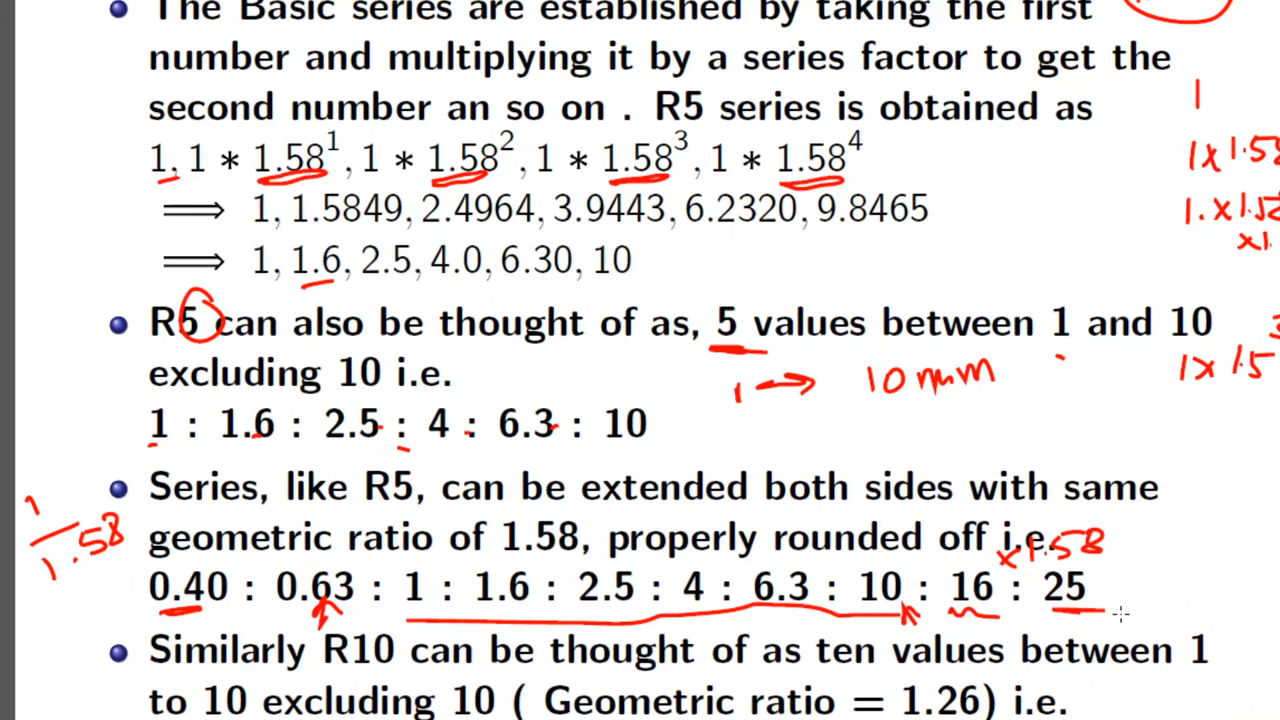 The Basic series are established by taking the first
number and multiplying it by a series factor to get the
second number an so on . R5 series is obtained as
1, 1 ∗ 1.58^1, 1 ∗ 1.58^2, 1 ∗ 1.58^3, 1 ∗ 1.58^4
⟹ 1, 1.5849, 2.4964, 3.9443, 6.2320, 9.8465
⟹ 1, 1.6, 2.5, 4.0, 6.30, 10
R5 can also be thought of as, 5 values between 1 and 10
excluding 10 i.e.
1 : 1.6 : 2.5 : 4 : 6.3 : 10
Series, like R5, can be extended both sides with same
geometric ratio of 1.58, properly rounded off i.e.
0.40 : 0.63 : 1 : 1.6 : 2.5 : 4 : 6.3 : 10 : 16 : 25
Similarly R10 can be thought of as ten values between 1
to 10 excluding 10 ( Geometric ratio = 1.26) i.e.
1
1x1.58
1.x1.58
x1.
1x1.5
1 → 10 mm
1/1.58
x1.58